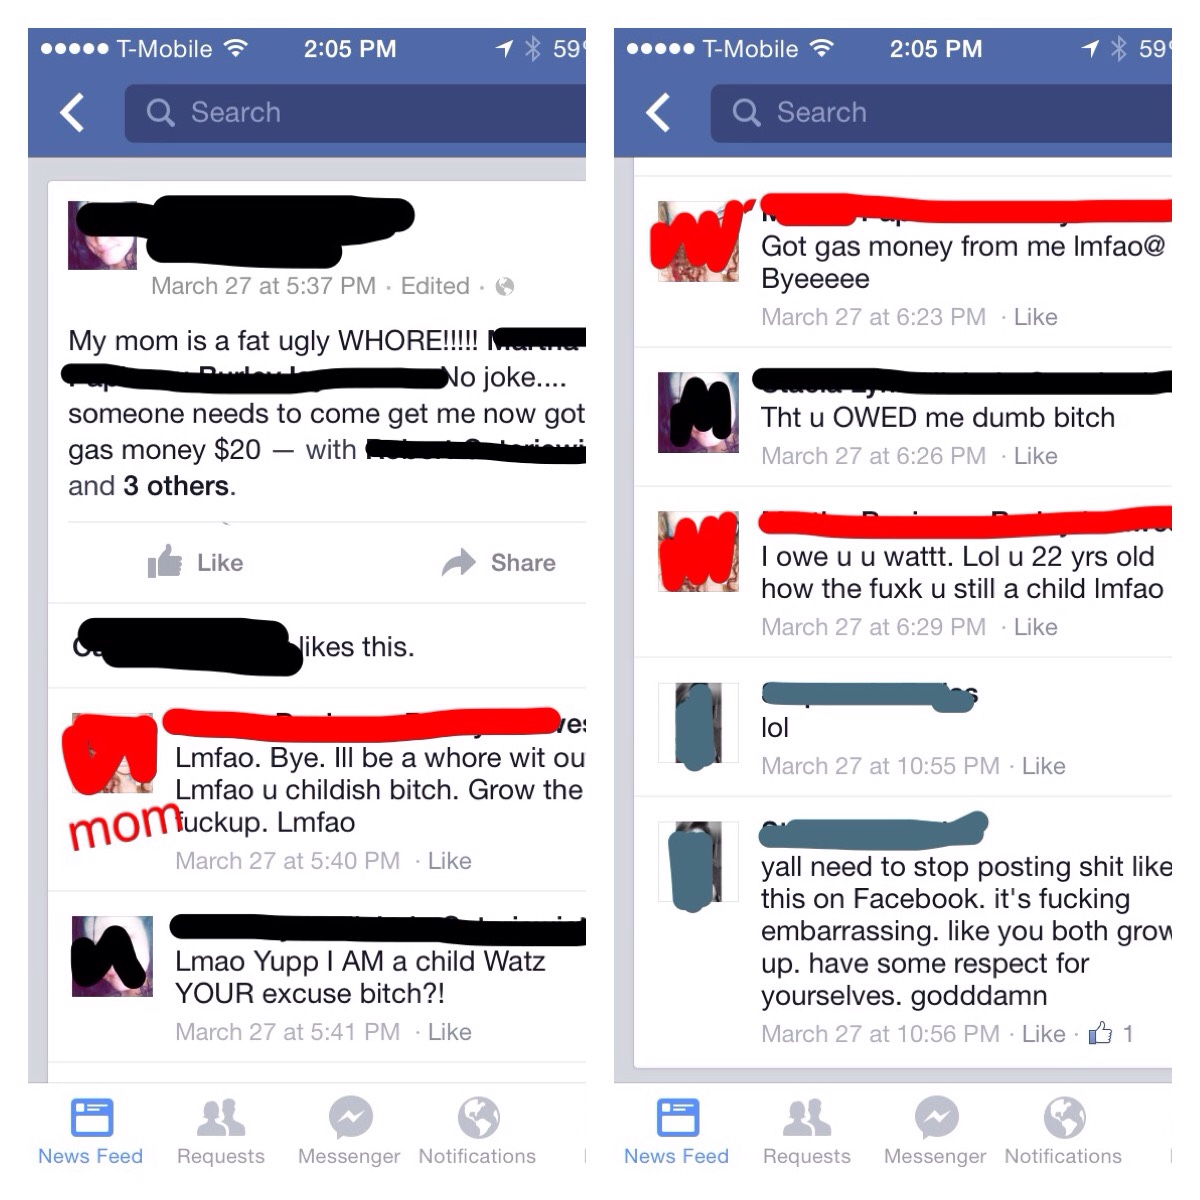 T-Mobile 2:05 PM 59
Search
March 27 at 5:37 PM · Edited ·
My mom is a fat ugly WHORE!!!!!
No joke....
someone needs to come get me now got
gas money $20 — with
and 3 others.
Like Share
likes this.
Lmfao. Bye. Ill be a whore wit ou
Lmfao u childish bitch. Grow the
fuckup. Lmfao
mom
March 27 at 5:40 PM · Like
Lmao Yupp I AM a child Watz
YOUR excuse bitch?!
March 27 at 5:41 PM · Like
News Feed Requests Messenger Notifications
T-Mobile 2:05 PM 59
Search
Got gas money from me lmfao@
Byeeeee
March 27 at 6:23 PM · Like
Tht u OWED me dumb bitch
March 27 at 6:26 PM · Like
I owe u u wattt. Lol u 22 yrs old
how the fuxk u still a child lmfao
March 27 at 6:29 PM · Like
lol
March 27 at 10:55 PM · Like
yall need to stop posting shit like
this on Facebook. it's fucking
embarrassing. like you both grow
up. have some respect for
yourselves. godddamn
March 27 at 10:56 PM · Like · 1
News Feed Requests Messenger Notifications